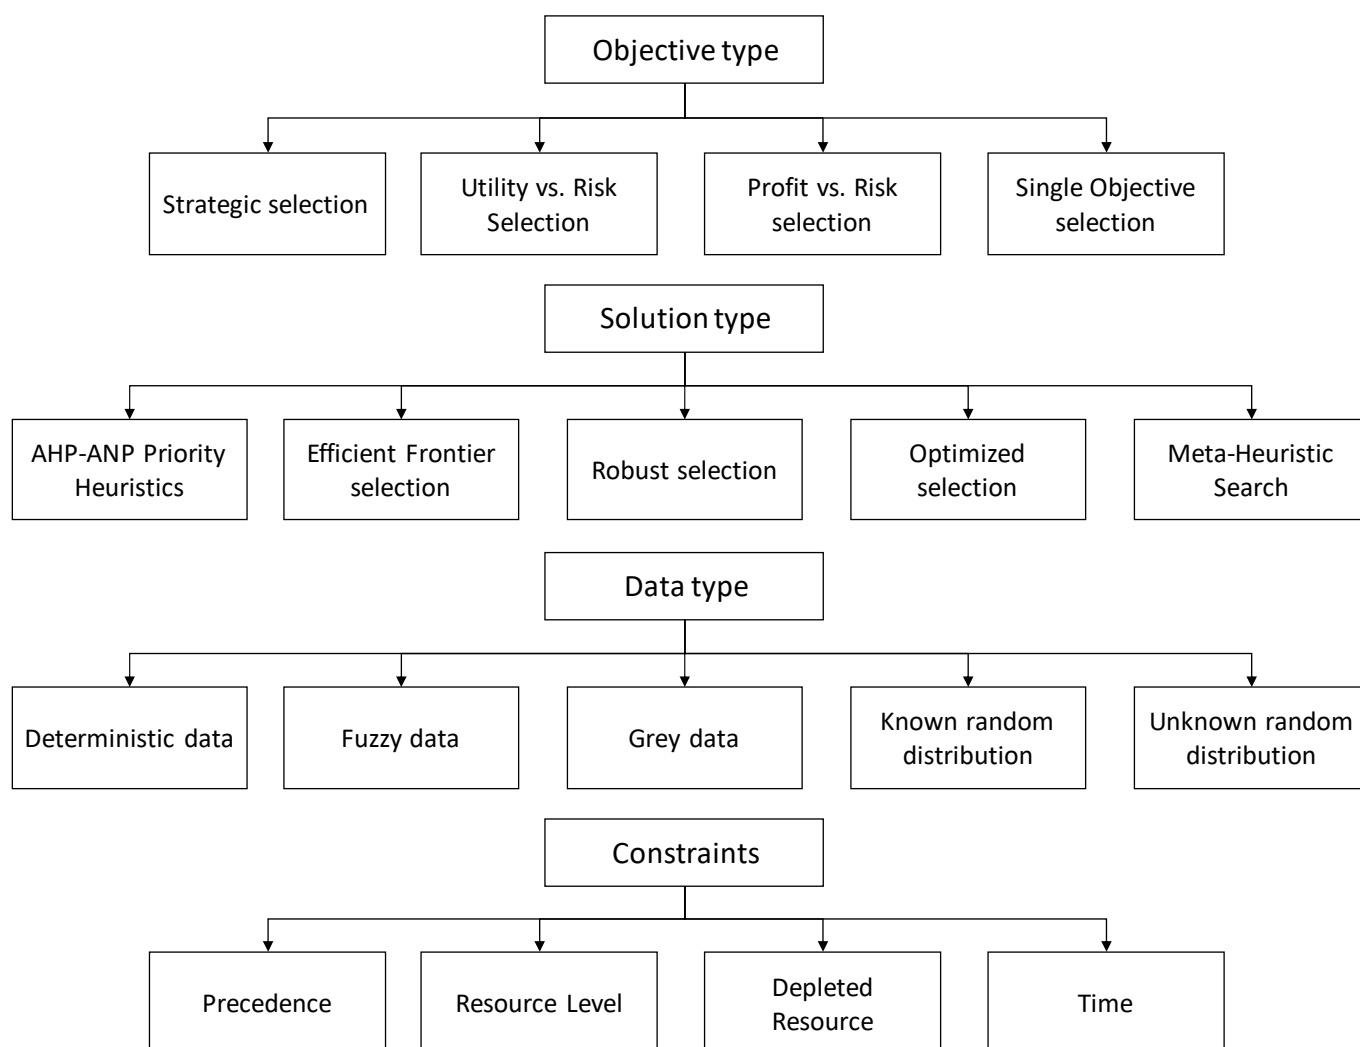 Objective type
Strategic selection
Utility vs. Risk
Selection
Profit vs. Risk
selection
Single Objective
selection
Solution type
AHP-ANP Priority
Heuristics
Efficient Frontier
selection
Robust selection
Optimized
selection
Meta-Heuristic
Search
Data type
Deterministic data
Fuzzy data
Grey data
Known random
distribution
Unknown random
distribution
Constraints
Precedence
Resource Level
Depleted
Resource
Time